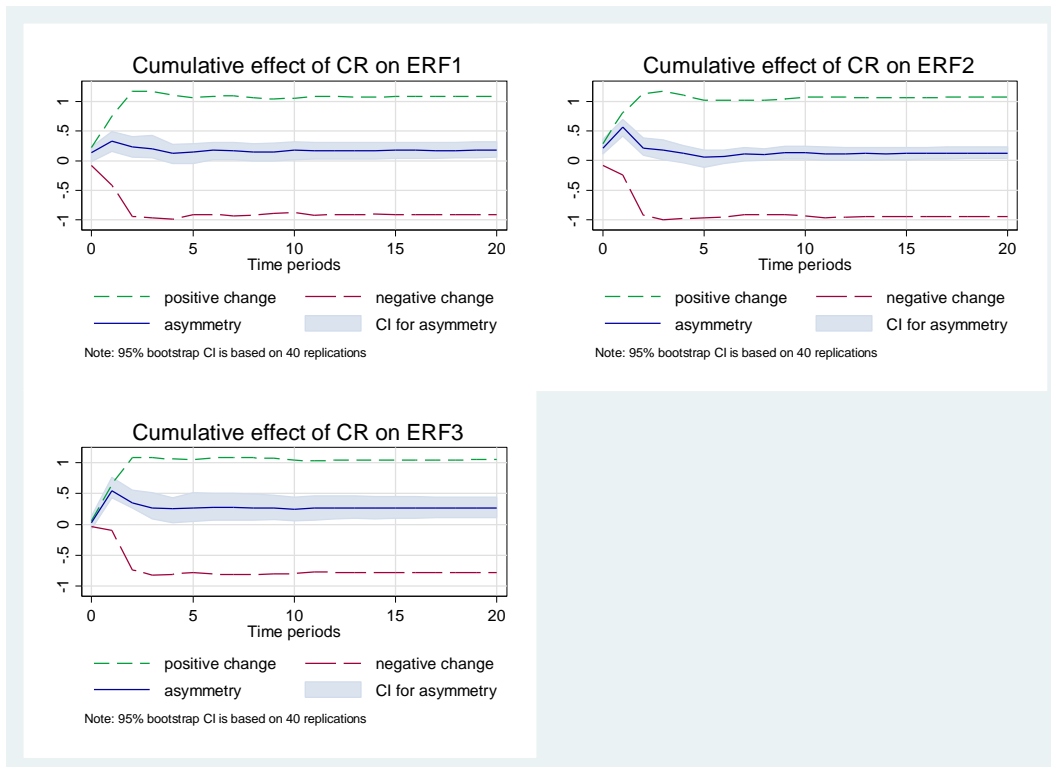 Cumulative effect of CR on ERF1
1
.5
0
-.5
-1
0 5 10 15 20
Time periods
positive change negative change
asymmetry CI for asymmetry
Note: 95% bootstrap CI is based on 40 replications
Cumulative effect of CR on ERF2
1
.5
0
-.5
-1
0 5 10 15 20
Time periods
positive change negative change
asymmetry CI for asymmetry
Note: 95% bootstrap CI is based on 40 replications
Cumulative effect of CR on ERF3
1
.5
0
-.5
-1
0 5 10 15 20
Time periods
positive change negative change
asymmetry CI for asymmetry
Note: 95% bootstrap CI is based on 40 replications